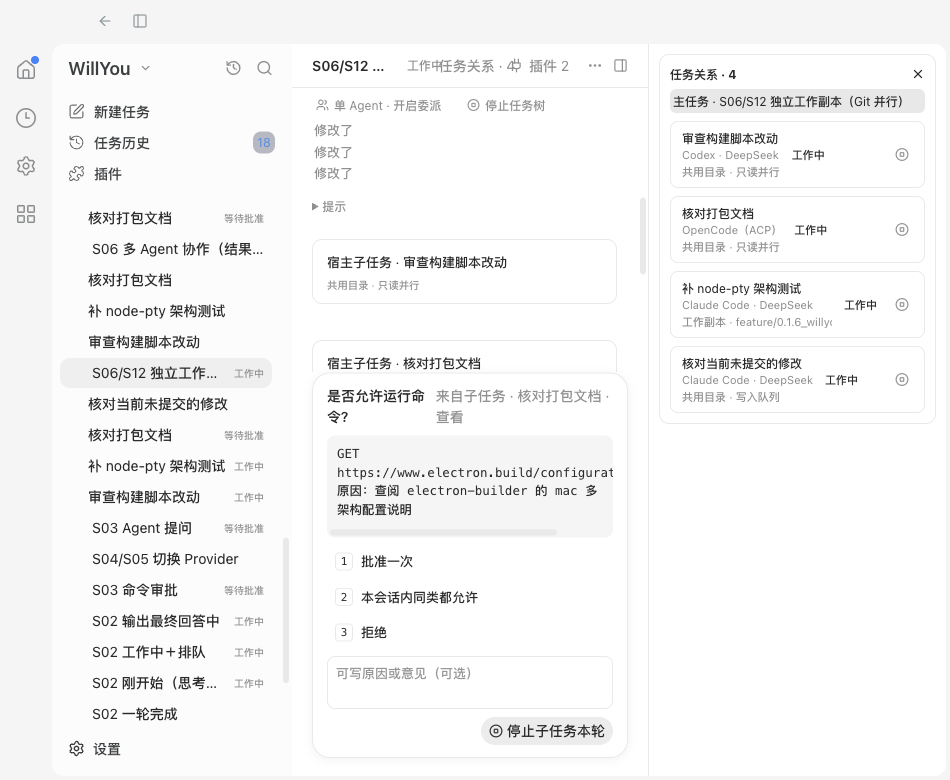 WillYou
新建任务
任务历史
18
插件
核对打包文档 等待批准
S06 多 Agent 协作（结果...
核对打包文档
补 node-pty 架构测试
审查构建脚本改动
S06/S12 独立工作... 工作中
核对当前未提交的修改
核对打包文档 等待批准
补 node-pty 架构测试 工作中
审查构建脚本改动 工作中
S03 Agent 提问 等待批准
S04/S05 切换 Provider
S03 命令审批 等待批准
S02 输出最终回答中 工作中
S02 工作中＋排队 工作中
S02 刚开始（思考... 工作中
S02 一轮完成
设置
S06/S12 ... 工作中 任务关系 · 4 插件 2
单 Agent · 开启委派 停止任务树
修改了
修改了
修改了
▶ 提示
宿主子任务 · 审查构建脚本改动
共用目录 · 只读并行
宿主子任务 · 核对打包文档
是否允许运行命令？
来自子任务 · 核对打包文档 · 查看
GET
https://www.electron.build/configurat
原因：查阅 electron-builder 的 mac 多
架构配置说明
1 批准一次
2 本会话内同类都允许
3 拒绝
可写原因或意见（可选）
停止子任务本轮
任务关系 · 4
主任务 · S06/S12 独立工作副本（Git 并行）
审查构建脚本改动
Codex · DeepSeek 工作中
共用目录 · 只读并行
核对打包文档
OpenCode（ACP） 工作中
共用目录 · 只读并行
补 node-pty 架构测试
Claude Code · DeepSeek 工作中
工作副本 · feature/0.1.6_willyo
核对当前未提交的修改
Claude Code · DeepSeek 工作中
共用目录 · 写入队列